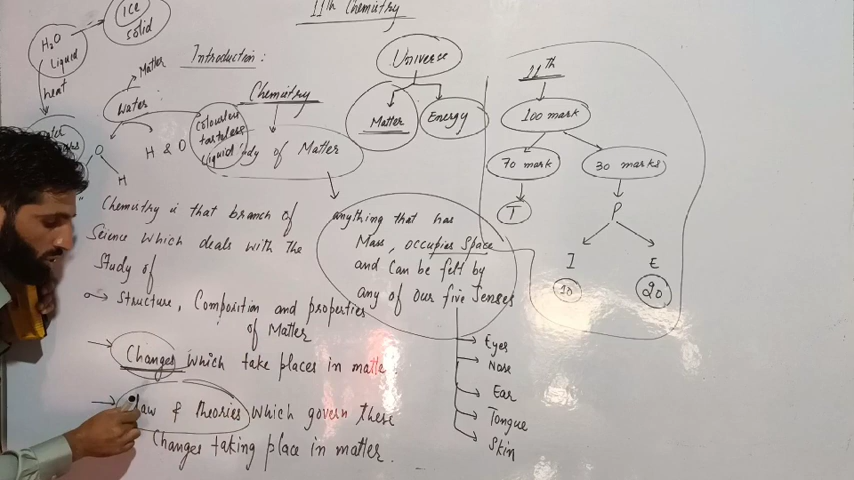 11th Chemistry
Ice
Solid
H₂O
Liquid
heat
Introduction:
Matter
Water
H & O
O
H
Colourless
tasteless
liquid
Chemistry
of Matter
Universe
Matter
Energy
11th
100 mark
70 mark
30 marks
T
P
I
E
10
20
Chemistry is that branch of
Science which deals with the
Study of
Structure, Composition and properties
of Matter
Changes which take places in matte
Law & Theories which govern these
Changes taking place in matter.
anything that has
Mass, occupies Space
and Can be felt by
any of Our five Senses
Eyes
Nose
Ear
Tongue
Skin